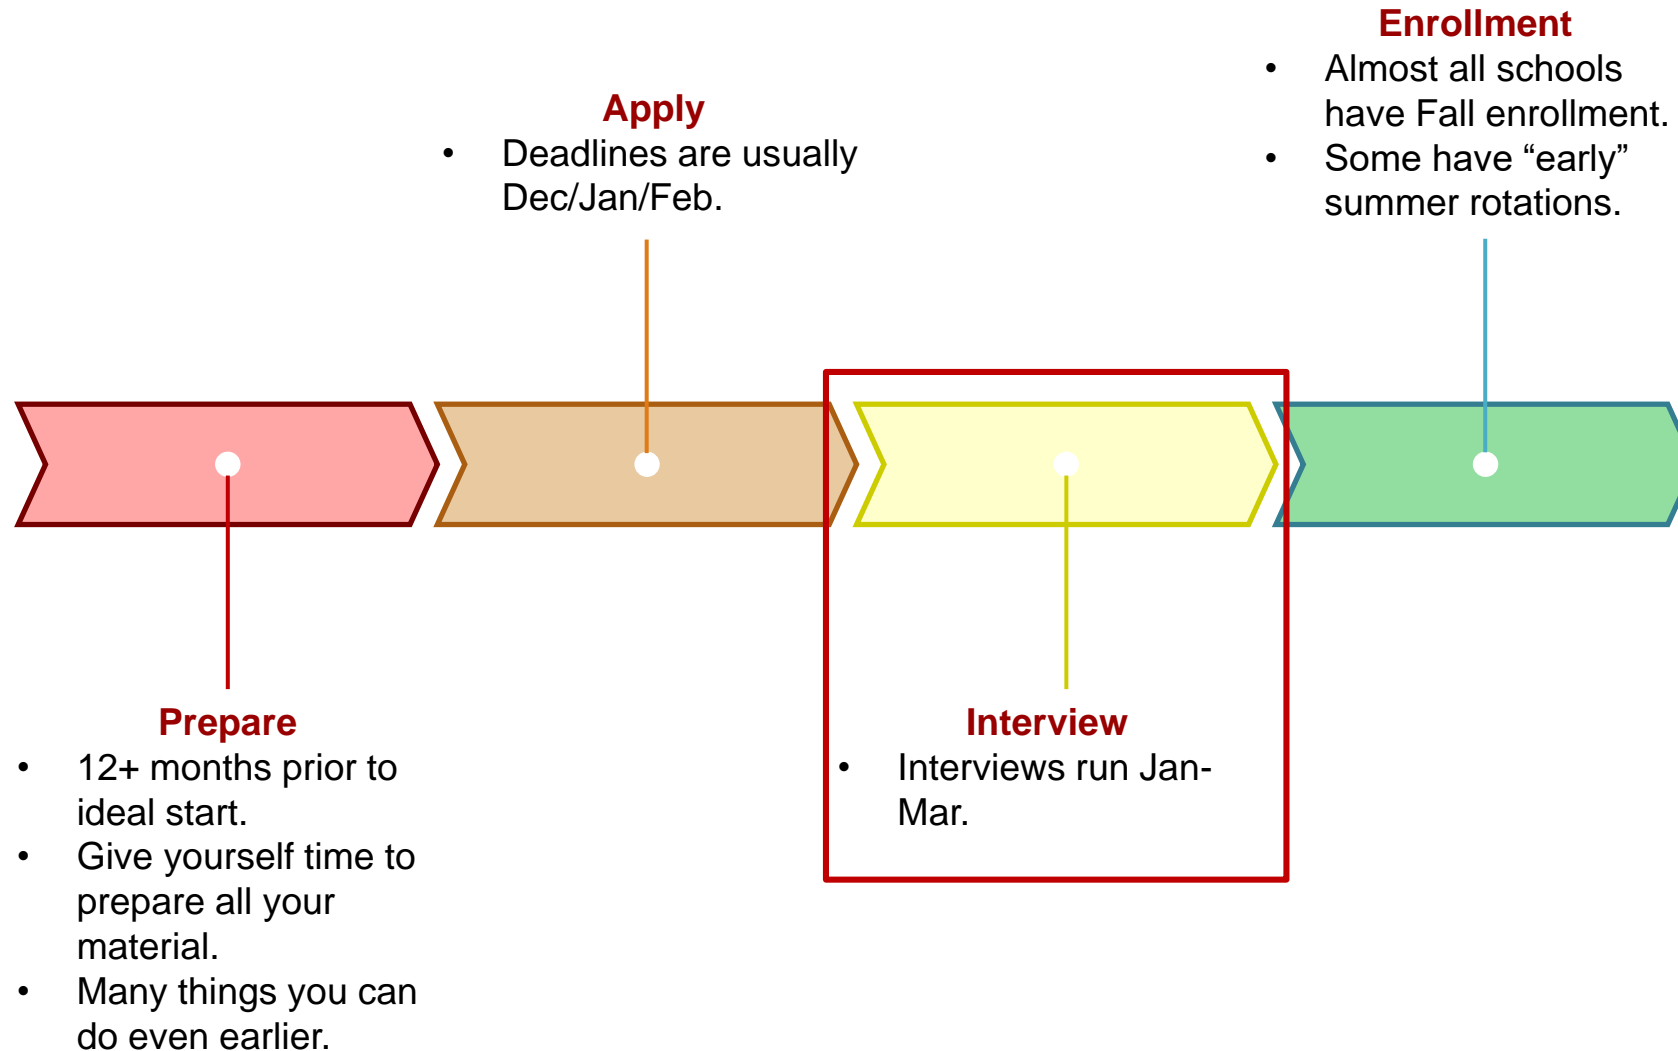 Prepare
• 12+ months prior to
ideal start.
• Give yourself time to
prepare all your
material.
• Many things you can
do even earlier.
Apply
• Deadlines are usually
Dec/Jan/Feb.
Interview
• Interviews run Jan-
Mar.
Enrollment
• Almost all schools
have Fall enrollment.
• Some have “early”
summer rotations.